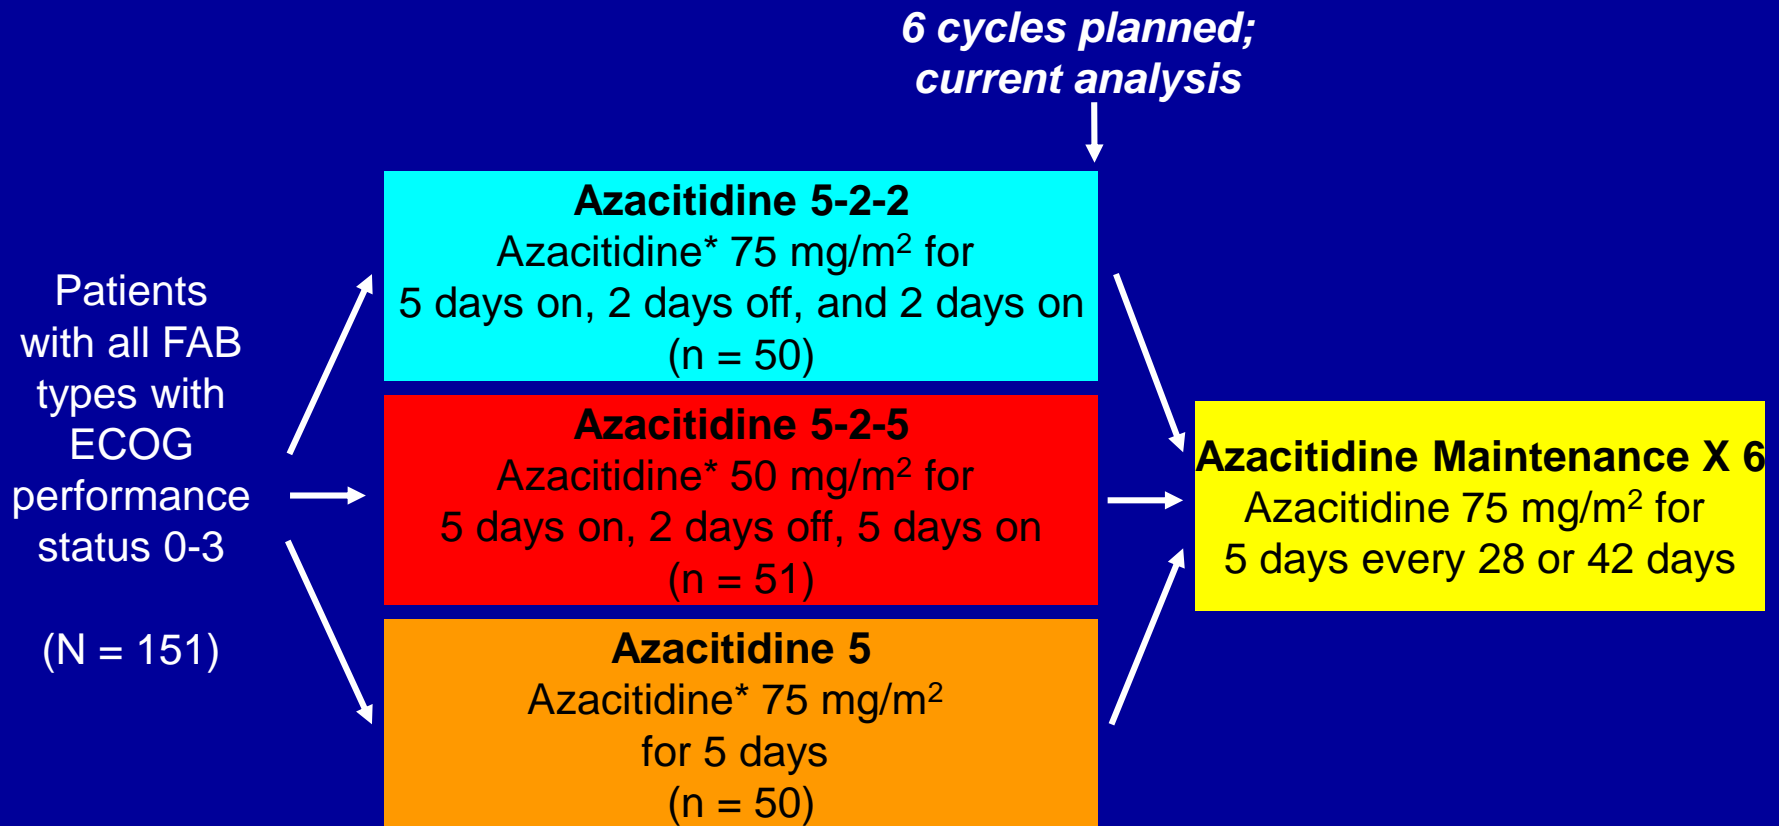 6 cycles planned;
current analysis
Patients
with all FAB
types with
ECOG
performance
status 0-3
(N = 151)
Azacitidine 5-2-2
Azacitidine* 75 mg/m² for
5 days on, 2 days off, and 2 days on
(n = 50)
Azacitidine 5-2-5
Azacitidine* 50 mg/m² for
5 days on, 2 days off, 5 days on
(n = 51)
Azacitidine 5
Azacitidine* 75 mg/m²
for 5 days
(n = 50)
Azacitidine Maintenance X 6
Azacitidine 75 mg/m² for
5 days every 28 or 42 days